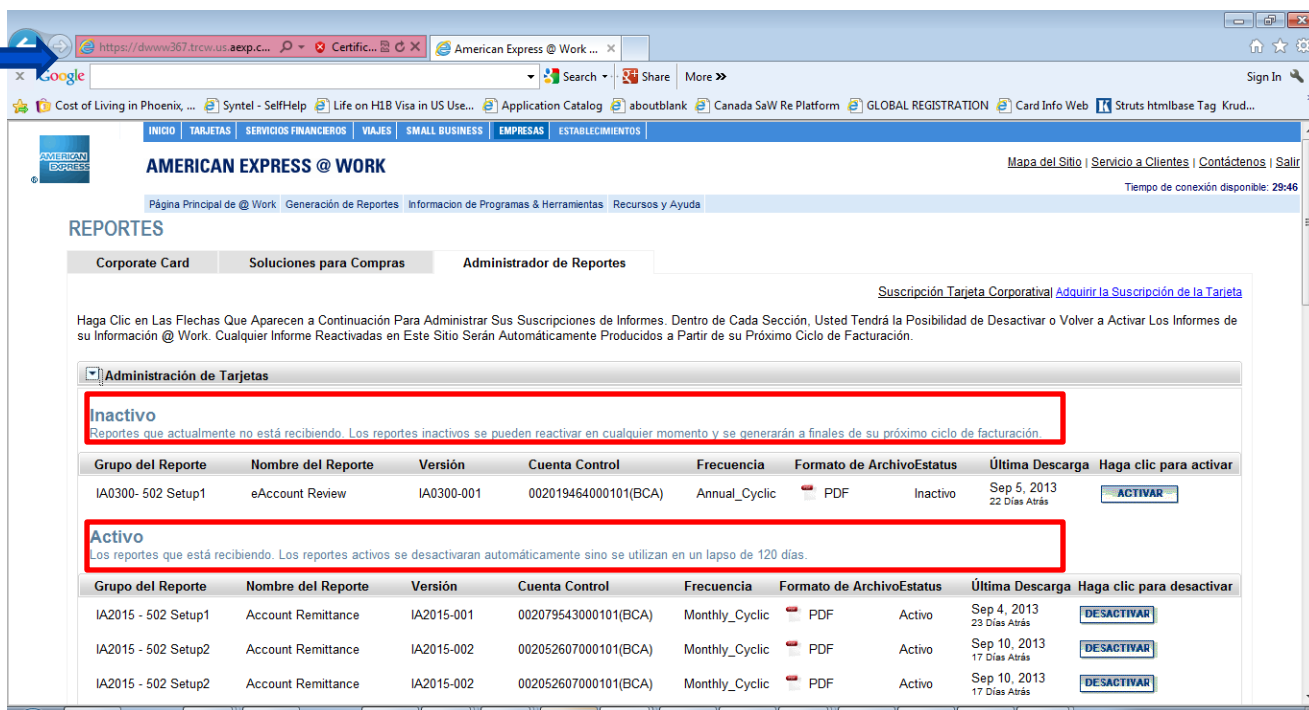 https://dwww367.trcw.us.aexp.c... Certific... American Express @ Work ...
x Google Search Share More » Sign In
Cost of Living in Phoenix, ... Syntel - SelfHelp Life on H1B Visa in US Use... Application Catalog aboutblank Canada SaW Re Platform GLOBAL REGISTRATION Card Info Web Struts htmlbase Tag Krud...
INICIO TARJETAS SERVICIOS FINANCIEROS VIAJES SMALL BUSINESS EMPRESAS ESTABLECIMIENTOS
AMERICAN EXPRESS ®
AMERICAN EXPRESS @ WORK
Mapa del Sitio | Servicio a Clientes | Contáctenos | Salir
Tiempo de conexión disponible: 29:46
Página Principal de @ Work Generación de Reportes Informacion de Programas & Herramientas Recursos y Ayuda
REPORTES
Corporate Card Soluciones para Compras Administrador de Reportes
Suscripción Tarjeta Corporativa| Adquirir la Suscripción de la Tarjeta
Haga Clic en Las Flechas Que Aparecen a Continuación Para Administrar Sus Suscripciones de Informes. Dentro de Cada Sección, Usted Tendrá la Posibilidad de Desactivar o Volver a Activar Los Informes de
su Información @ Work. Cualquier Informe Reactivadas en Este Sitio Serán Automáticamente Producidos a Partir de su Próximo Ciclo de Facturación.
Administración de Tarjetas
Inactivo
Reportes que actualmente no está recibiendo. Los reportes inactivos se pueden reactivar en cualquier momento y se generarán a finales de su próximo ciclo de facturación.
Grupo del Reporte Nombre del Reporte Versión Cuenta Control Frecuencia Formato de ArchivoEstatus Última Descarga Haga clic para activar
IA0300- 502 Setup1 eAccount Review IA0300-001 002019464000101(BCA) Annual_Cyclic PDF Inactivo Sep 5, 2013 ACTIVAR
22 Días Atrás
Activo
Los reportes que está recibiendo. Los reportes activos se desactivaran automáticamente sino se utilizan en un lapso de 120 días.
Grupo del Reporte Nombre del Reporte Versión Cuenta Control Frecuencia Formato de ArchivoEstatus Última Descarga Haga clic para desactivar
IA2015 - 502 Setup1 Account Remittance IA2015-001 002079543000101(BCA) Monthly_Cyclic PDF Activo Sep 4, 2013 DESACTIVAR
23 Días Atrás
IA2015 - 502 Setup2 Account Remittance IA2015-002 002052607000101(BCA) Monthly_Cyclic PDF Activo Sep 10, 2013 DESACTIVAR
17 Días Atrás
IA2015 - 502 Setup2 Account Remittance IA2015-002 002052607000101(BCA) Monthly_Cyclic PDF Activo Sep 10, 2013 DESACTIVAR
17 Días Atrás